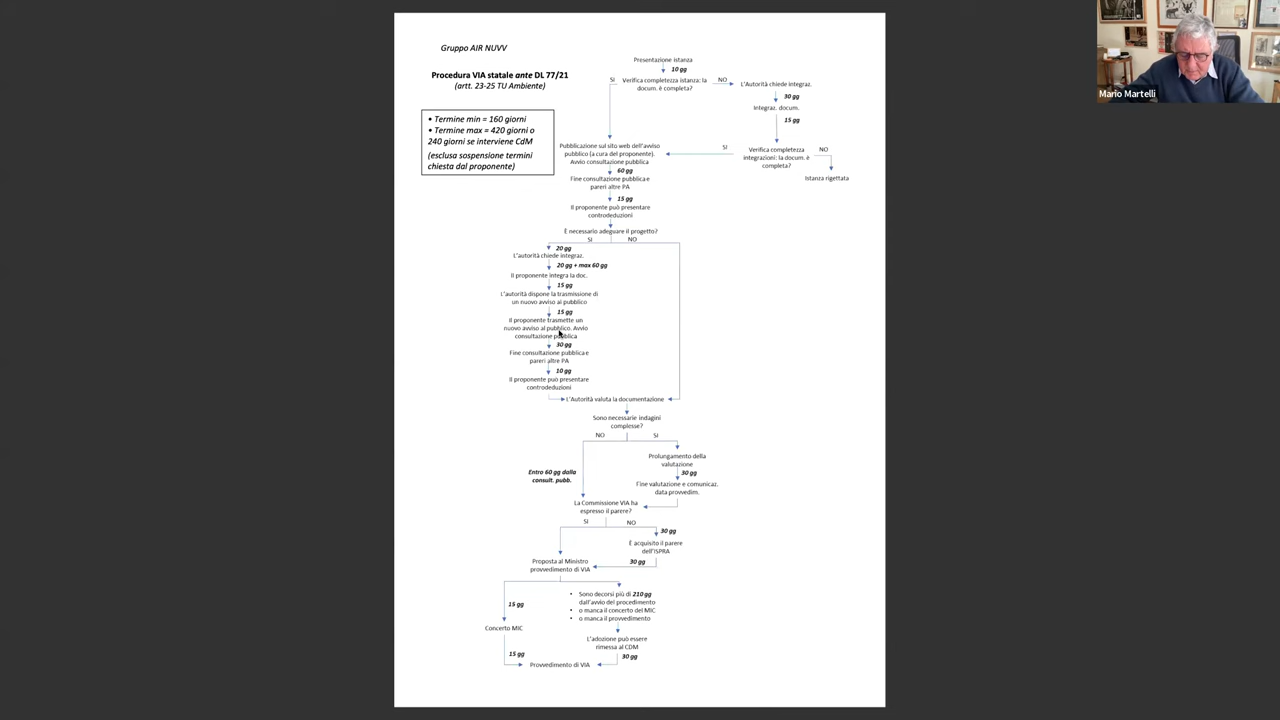 Gruppo AIR NUVV
Procedura VIA statale ante DL 77/21
(artt. 23-25 TU Ambiente)
• Termine min = 160 giorni
• Termine max = 420 giorni o
240 giorni se interviene CdM
(esclusa sospensione termini
chiesta dal proponente)
Presentazione istanza
10 gg
SI
Verifica completezza istanza: la
docum. è completa?
NO
L'Autorità chiede integraz.
30 gg
Integraz. docum.
15 gg
Verifica completezza
integrazioni: la docum. è
completa?
NO
Istanza rigettata
SI
Pubblicazione sul sito web dell'avviso
pubblico (a cura del proponente).
Avvio consultazione pubblica
60 gg
Fine consultazione pubblica e
pareri altre PA
15 gg
Il proponente può presentare
controdeduzioni
È necessario adeguare il progetto?
SI
NO
20 gg
L'autorità chiede integraz.
20 gg + max 60 gg
Il proponente integra la doc.
15 gg
L'autorità dispone la trasmissione di
un nuovo avviso al pubblico
15 gg
Il proponente trasmette un
nuovo avviso al pubblico. Avvio
consultazione pubblica
30 gg
Fine consultazione pubblica e
pareri altre PA
10 gg
Il proponente può presentare
controdeduzioni
L'Autorità valuta la documentazione
Sono necessarie indagini
complesse?
NO
SI
Prolungamento della
valutazione
30 gg
Fine valutazione e comunicaz.
data provvedim.
Entro 60 gg dalla
consult. pubb.
La Commissione VIA ha
espresso il parere?
SI
NO
30 gg
È acquisito il parere
dell'ISPRA
30 gg
Proposta al Ministro
provvedimento di VIA
15 gg
Concerto MIC
15 gg
• Sono decorsi più di 210 gg
dall'avvio del procedimento
• o manca il concerto del MIC
• o manca il provvedimento
L'adozione può essere
rimessa al CDM
30 gg
Provvedimento di VIA
Mario Martelli